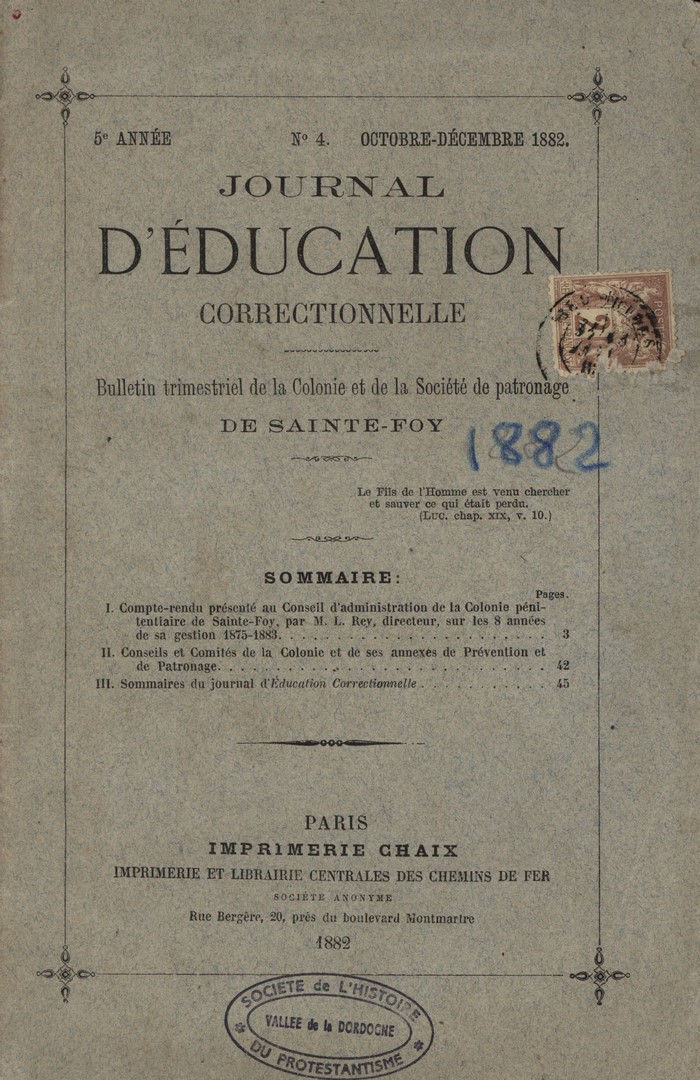 5e ANNÉE No 4. OCTOBRE-DÉCEMBRE 1882.
JOURNAL
D'ÉDUCATION
CORRECTIONNELLE
Bulletin trimestriel de la Colonie et de la Société de patronage
DE SAINTE-FOY
1882
Le Fils de l'Homme est venu chercher
et sauver ce qui était perdu.
(Luc. chap. XIX, v. 10.)
SOMMAIRE:
Pages.
I. Compte-rendu présenté au Conseil d'administration de la Colonie péni-
tentiaire de Sainte-Foy, par M. L. Rey, directeur, sur les 8 années
de sa gestion 1875-1883. . . . . . . . . . . . . . . . . . . . 3
II. Conseils et Comités de la Colonie et de ses annexes de Prévention et
de Patronage. . . . . . . . . . . . . . . . . . . . . . . . . 42
III. Sommaires du journal d'Éducation Correctionnelle . . . . . . . . . . 45
PARIS
IMPRIMERIE CHAIX
IMPRIMERIE ET LIBRAIRIE CENTRALES DES CHEMINS DE FER
SOCIÉTÉ ANONYME
Rue Bergère, 20, près du boulevard Montmartre
1882
SOCIETE de L'HISTOIRE
VALLEE de la DORDOGNE
DU PROTESTANTISME